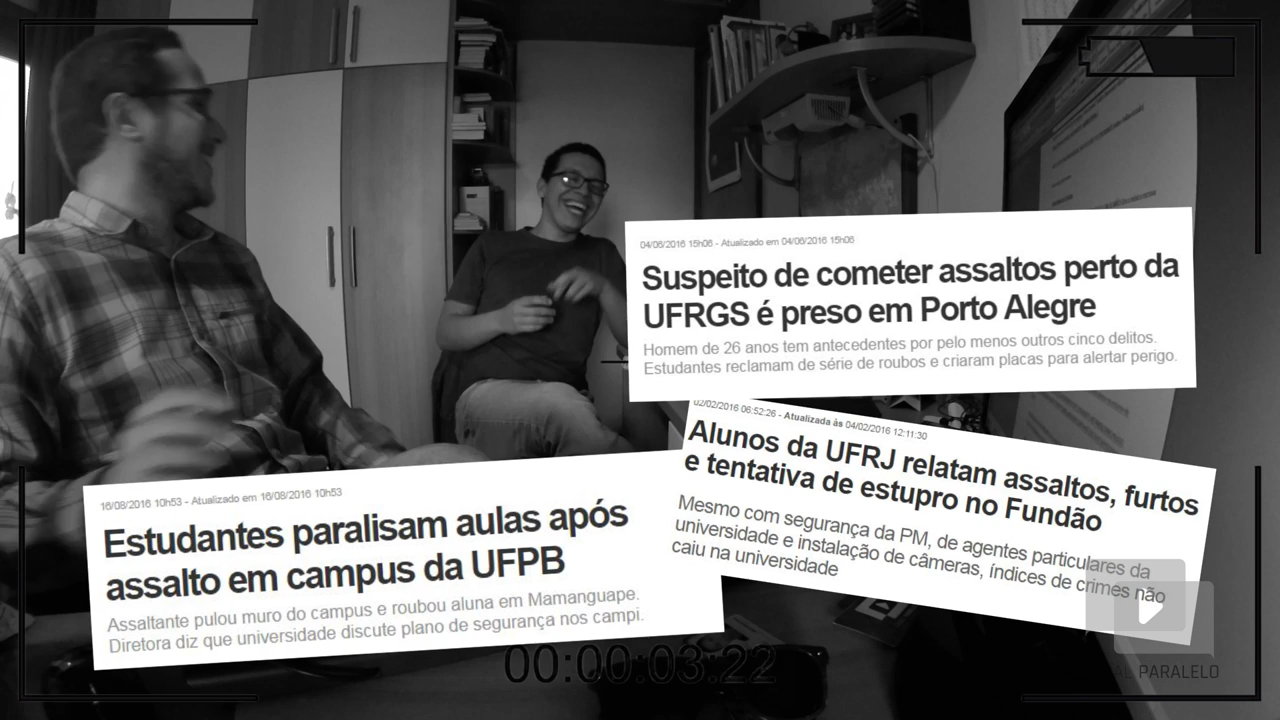 04/06/2016 15h06 - Atualizado em 04/06/2016 15h06
Suspeito de cometer assaltos perto da
UFRGS é preso em Porto Alegre
Homem de 26 anos tem antecedentes por pelo menos outros cinco delitos.
Estudantes reclamam de série de roubos e criaram placas para alertar perigo.
02/02/2016 06:52:26 - Atualizada às 04/02/2016 12:11:30
Alunos da UFRJ relatam assaltos, furtos
e tentativa de estupro no Fundão
Mesmo com segurança da PM, de agentes particulares da
universidade e instalação de câmeras, índices de crimes não
caiu na universidade
16/08/2016 10h53 - Atualizado em 16/08/2016 10h53
Estudantes paralisam aulas após
assalto em campus da UFPB
Assaltante pulou muro do campus e roubou aluna em Mamanguape.
Diretora diz que universidade discute plano de segurança nos campi.
00:00:03:22
AL PARALELO